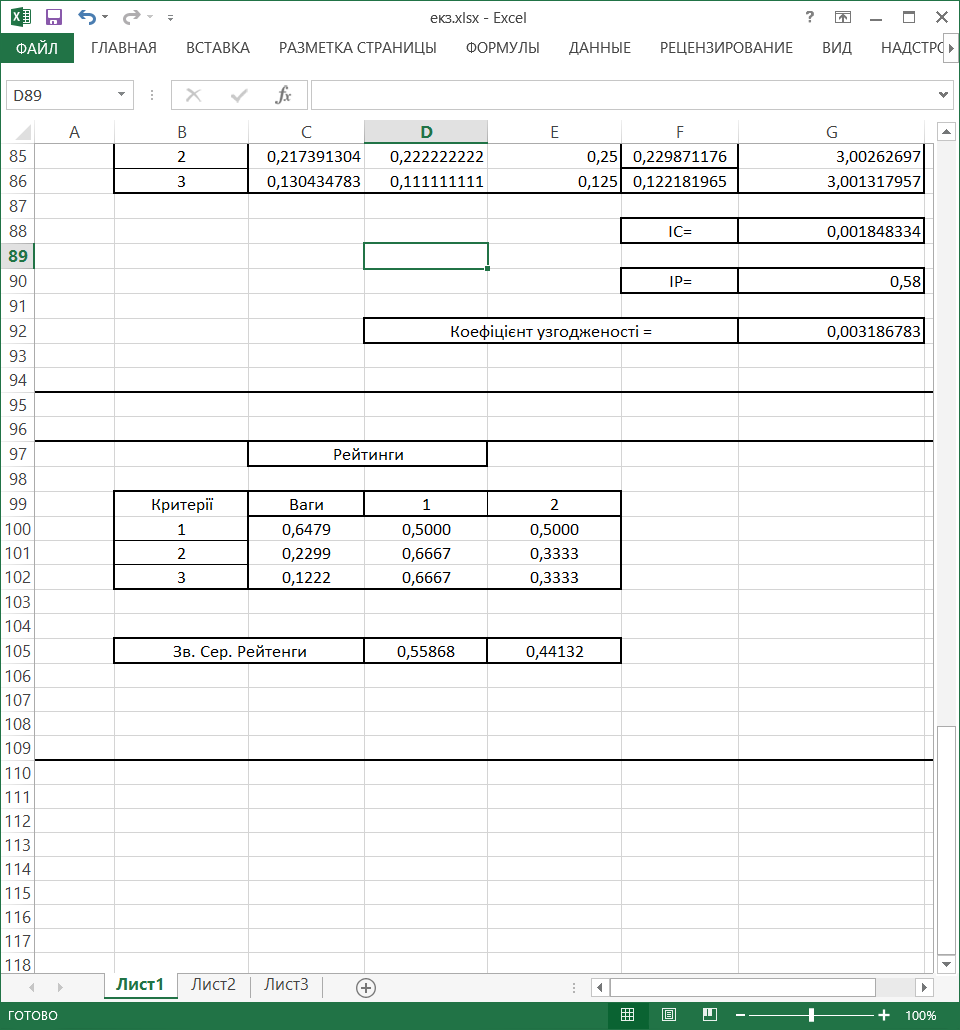 екз.xlsx - Excel ?
ФАЙЛ ГЛАВНАЯ ВСТАВКА РАЗМЕТКА СТРАНИЦЫ ФОРМУЛЫ ДАННЫЕ РЕЦЕНЗИРОВАНИЕ ВИД НАДСТРО
D89 fx
A B C D E F G
85 2 0,217391304 0,222222222 0,25 0,229871176 3,00262697
86 3 0,130434783 0,111111111 0,125 0,122181965 3,001317957
87
88 IC= 0,001848334
89
90 IP= 0,58
91
92 Коефіцієнт узгодженості = 0,003186783
93
94
95
96
97 Рейтинги
98
99 Критерії Ваги 1 2
100 1 0,6479 0,5000 0,5000
101 2 0,2299 0,6667 0,3333
102 3 0,1222 0,6667 0,3333
103
104
105 Зв. Сер. Рейтенги 0,55868 0,44132
106
107
108
109
110
111
112
113
114
115
116
117
118
Лист1 Лист2 Лист3
ГОТОВО 100%